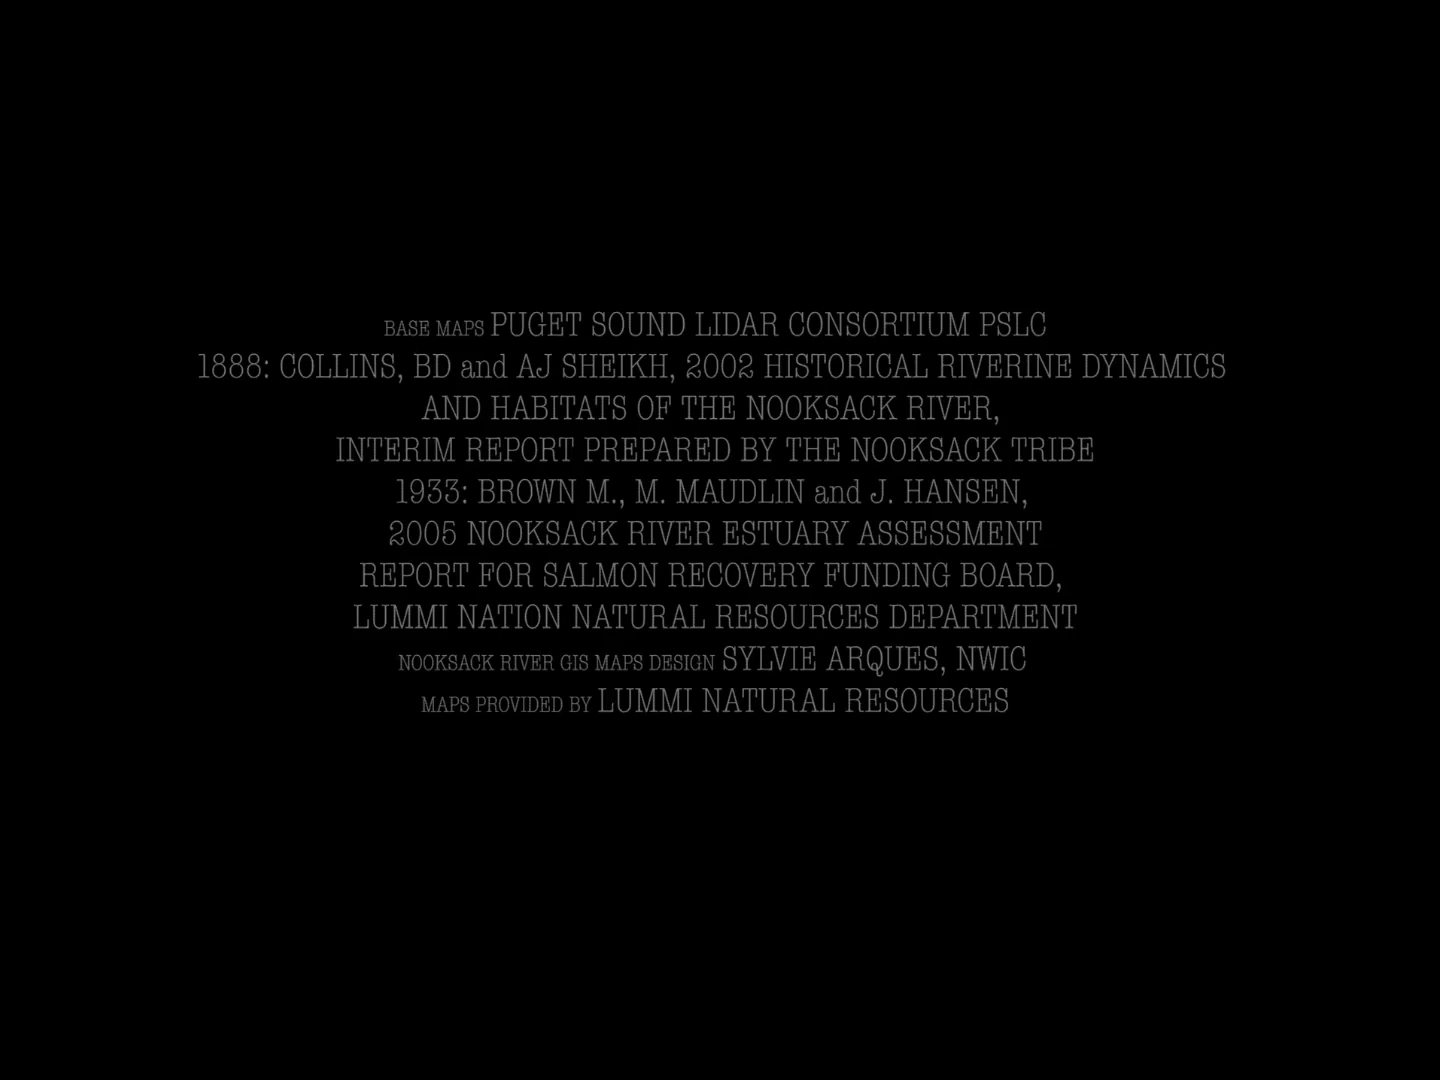 BASE MAPS PUGET SOUND LIDAR CONSORTIUM PSLC
1888: COLLINS, BD and AJ SHEIKH, 2002 HISTORICAL RIVERINE DYNAMICS
AND HABITATS OF THE NOOKSACK RIVER,
INTERIM REPORT PREPARED BY THE NOOKSACK TRIBE
1933: BROWN M., M. MAUDLIN and J. HANSEN,
2005 NOOKSACK RIVER ESTUARY ASSESSMENT
REPORT FOR SALMON RECOVERY FUNDING BOARD,
LUMMI NATION NATURAL RESOURCES DEPARTMENT
NOOKSACK RIVER GIS MAPS DESIGN SYLVIE ARQUES, NWIC
MAPS PROVIDED BY LUMMI NATURAL RESOURCES